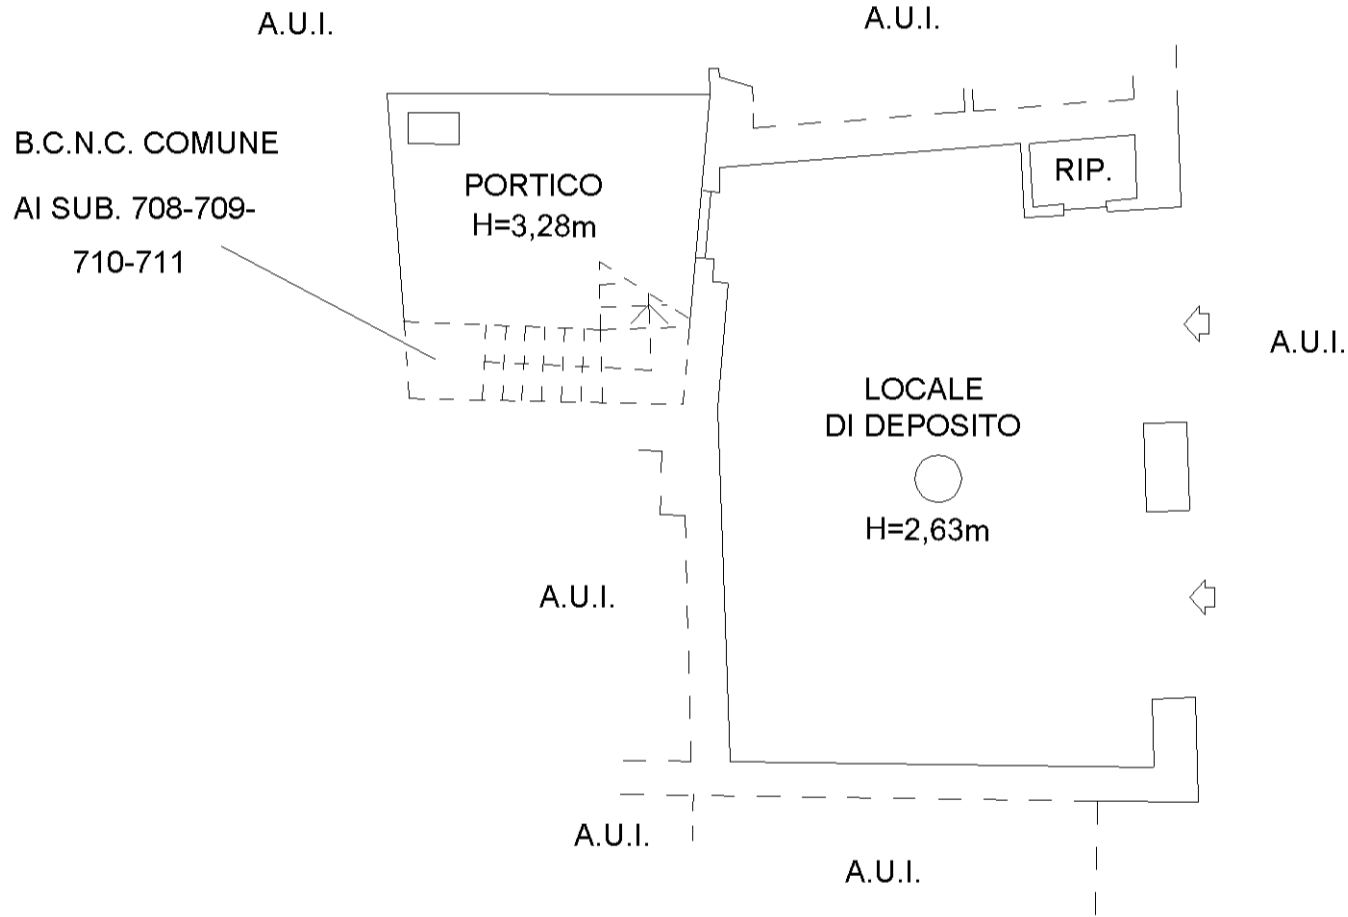 A.U.I.
A.U.I.
B.C.N.C. COMUNE
AI SUB. 708-709-
710-711
PORTICO
H=3,28m
RIP.
A.U.I.
LOCALE
DI DEPOSITO
H=2,63m
A.U.I.
A.U.I.
A.U.I.